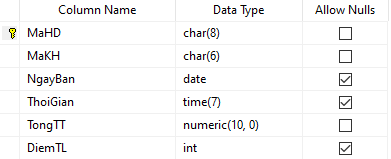 Column Name Data Type Allow Nulls
MaHD char(8)
MaKH char(6)
NgayBan date
ThoiGian time(7)
TongTT numeric(10, 0)
DiemTL int